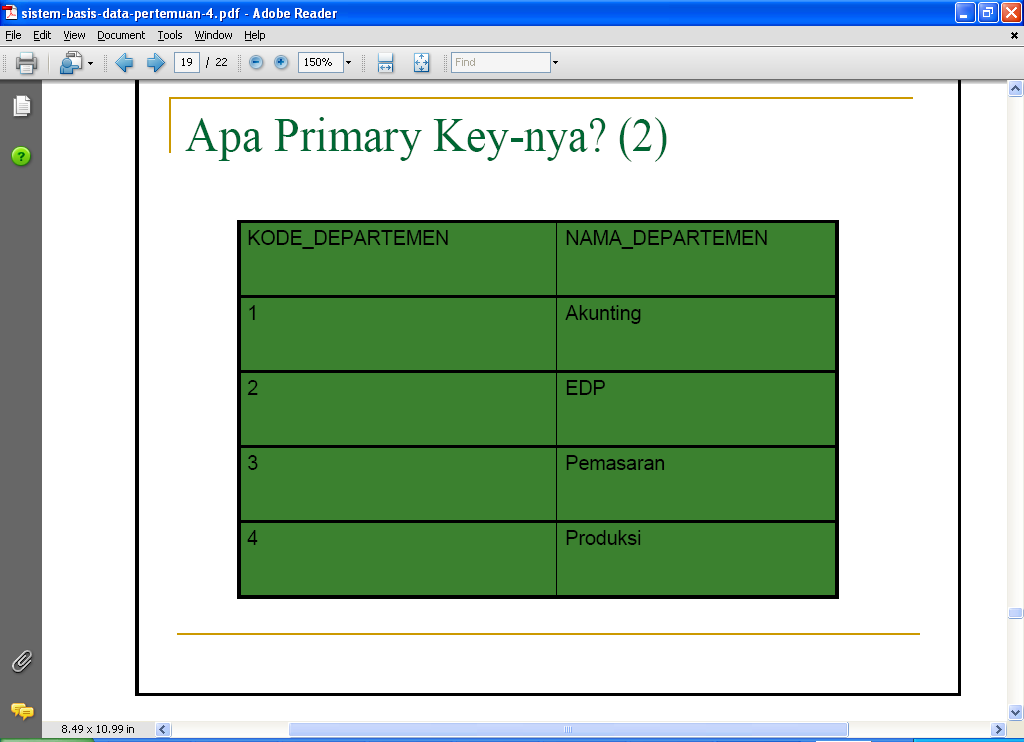 sistem-basis-data-pertemuan-4.pdf - Adobe Reader
File Edit View Document Tools Window Help
19 / 22 150% Find
Apa Primary Key-nya? (2)
KODE_DEPARTEMEN NAMA_DEPARTEMEN
1 Akunting
2 EDP
3 Pemasaran
4 Produksi
8.49 x 10.99 in